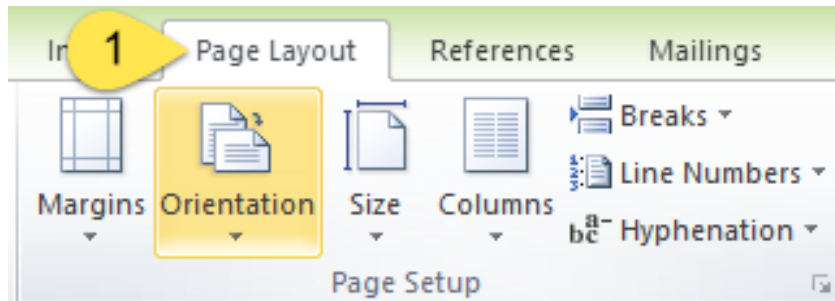 1 Page Layout References Mailings
Breaks
Line Numbers
Margins Orientation Size Columns
Hyphenation
Page Setup